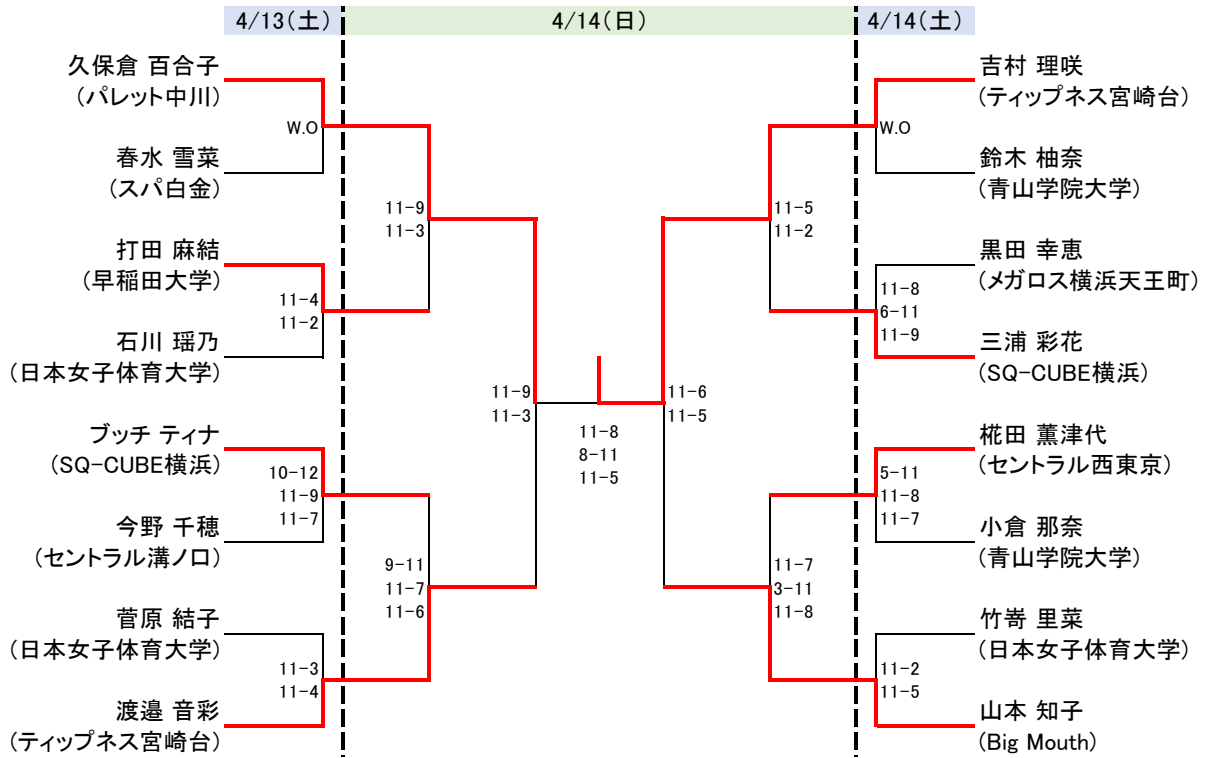 4/13(土)
4/14(日)
4/14(土)
久保倉 百合子
(パレット中川)
W.O
春水 雪菜
(スパ白金)
11-9
11-3
打田 麻結
(早稲田大学)
11-4
11-2
石川 瑶乃
(日本女子体育大学)
11-9
11-3
ブッチ ティナ
(SQ-CUBE横浜)
10-12
11-9
11-7
今野 千穂
(セントラル溝ノ口)
9-11
11-7
11-6
菅原 結子
(日本女子体育大学)
11-3
11-4
渡邉 音彩
(ティップネス宮崎台)
11-8
8-11
11-5
吉村 理咲
(ティップネス宮崎台)
W.O
鈴木 柚奈
(青山学院大学)
11-5
11-2
黒田 幸恵
(メガロス横浜天王町)
11-8
6-11
11-9
三浦 彩花
(SQ-CUBE横浜)
11-6
11-5
椛田 薫津代
(セントラル西東京)
5-11
11-8
11-7
小倉 那奈
(青山学院大学)
11-7
3-11
11-8
竹嵜 里菜
(日本女子体育大学)
11-2
11-5
山本 知子
(Big Mouth)